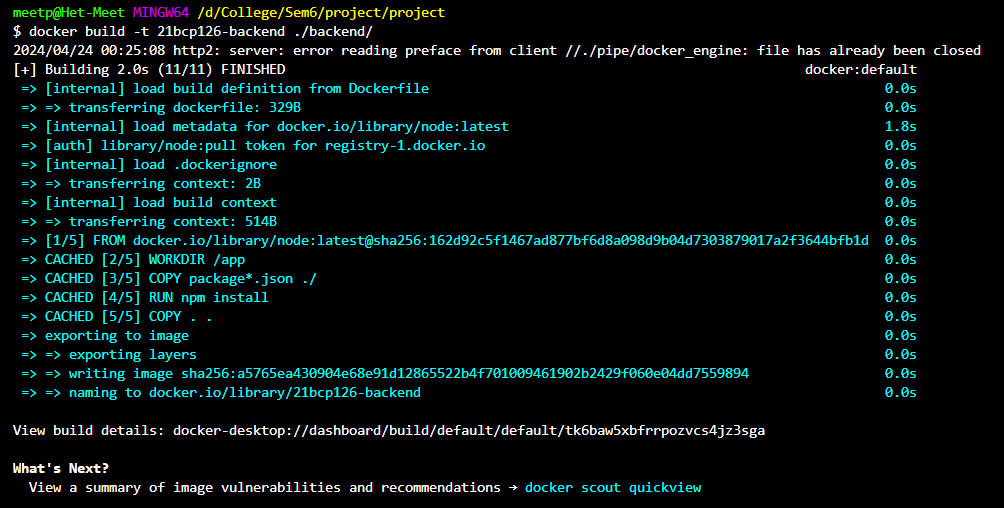 meetp@Het-Meet MINGW64 /d/College/Sem6/project/project
$ docker build -t 21bcp126-backend ./backend/
2024/04/24 00:25:08 http2: server: error reading preface from client //./pipe/docker_engine: file has already been closed
[+] Building 2.0s (11/11) FINISHED docker:default
=> [internal] load build definition from Dockerfile 0.0s
=> => transferring dockerfile: 329B 0.0s
=> [internal] load metadata for docker.io/library/node:latest 1.8s
=> [auth] library/node:pull token for registry-1.docker.io 0.0s
=> [internal] load .dockerignore 0.0s
=> => transferring context: 2B 0.0s
=> [internal] load build context 0.0s
=> => transferring context: 514B 0.0s
=> [1/5] FROM docker.io/library/node:latest@sha256:162d92c5f1467ad877bf6d8a098d9b04d7303879017a2f3644bfb1d 0.0s
=> CACHED [2/5] WORKDIR /app 0.0s
=> CACHED [3/5] COPY package*.json ./ 0.0s
=> CACHED [4/5] RUN npm install 0.0s
=> CACHED [5/5] COPY . . 0.0s
=> exporting to image 0.0s
=> => exporting layers 0.0s
=> => writing image sha256:a5765ea430904e68e91d12865522b4f701009461902b2429f060e04dd7559894 0.0s
=> => naming to docker.io/library/21bcp126-backend 0.0s
View build details: docker-desktop://dashboard/build/default/default/tk6baw5xbfrrpozvcs4jz3sga
What's Next?
View a summary of image vulnerabilities and recommendations → docker scout quickview